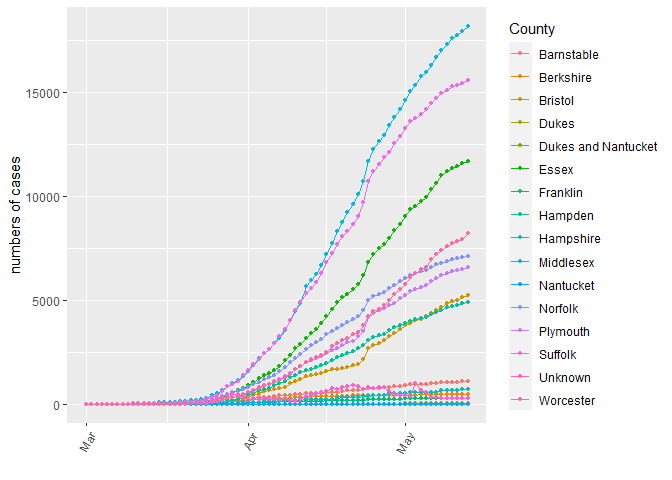 County
Barnstable
Berkshire
Bristol
Dukes
Dukes and Nantucket
Essex
Franklin
Hampden
Hampshire
Middlesex
Nantucket
Norfolk
Plymouth
Suffolk
Unknown
Worcester
numbers of cases
15000
10000
5000
0
Mar
Apr
May